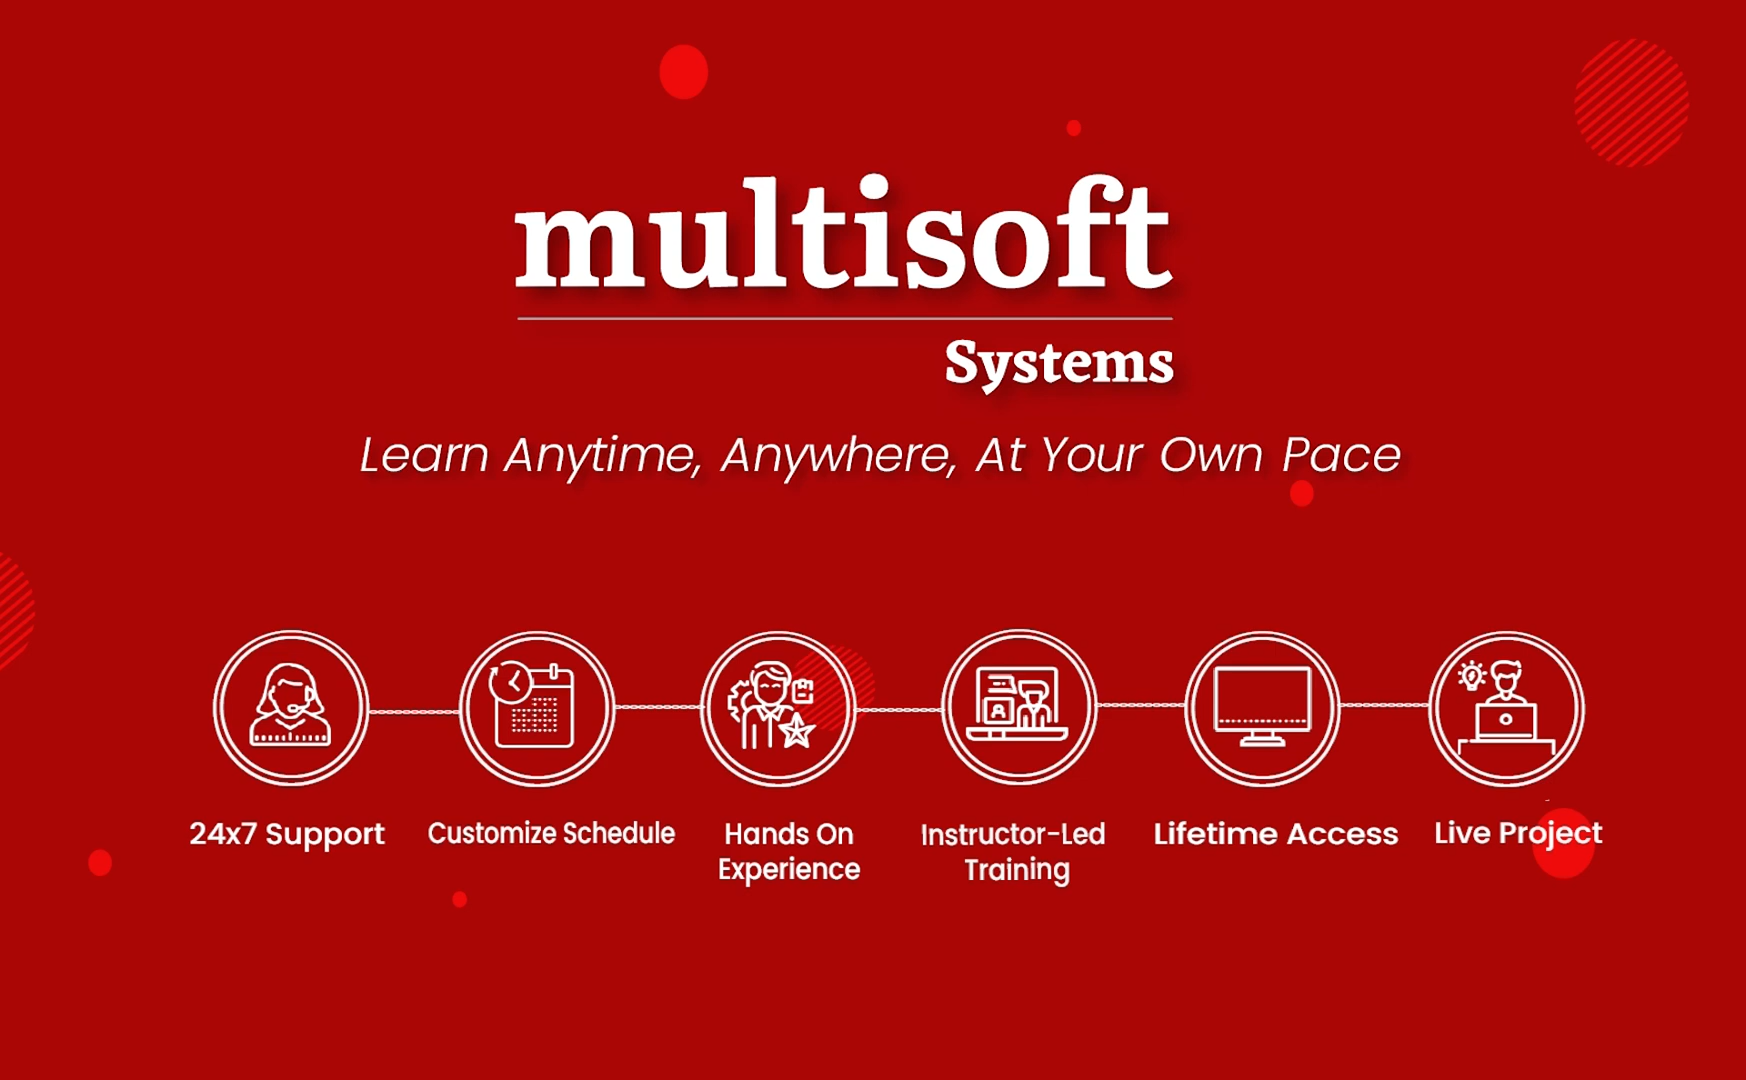 multisoft
Systems
Learn Anytime, Anywhere, At Your Own Pace
24x7 Support
Customize Schedule
Hands On
Experience
Instructor-Led
Training
Lifetime Access
Live Project